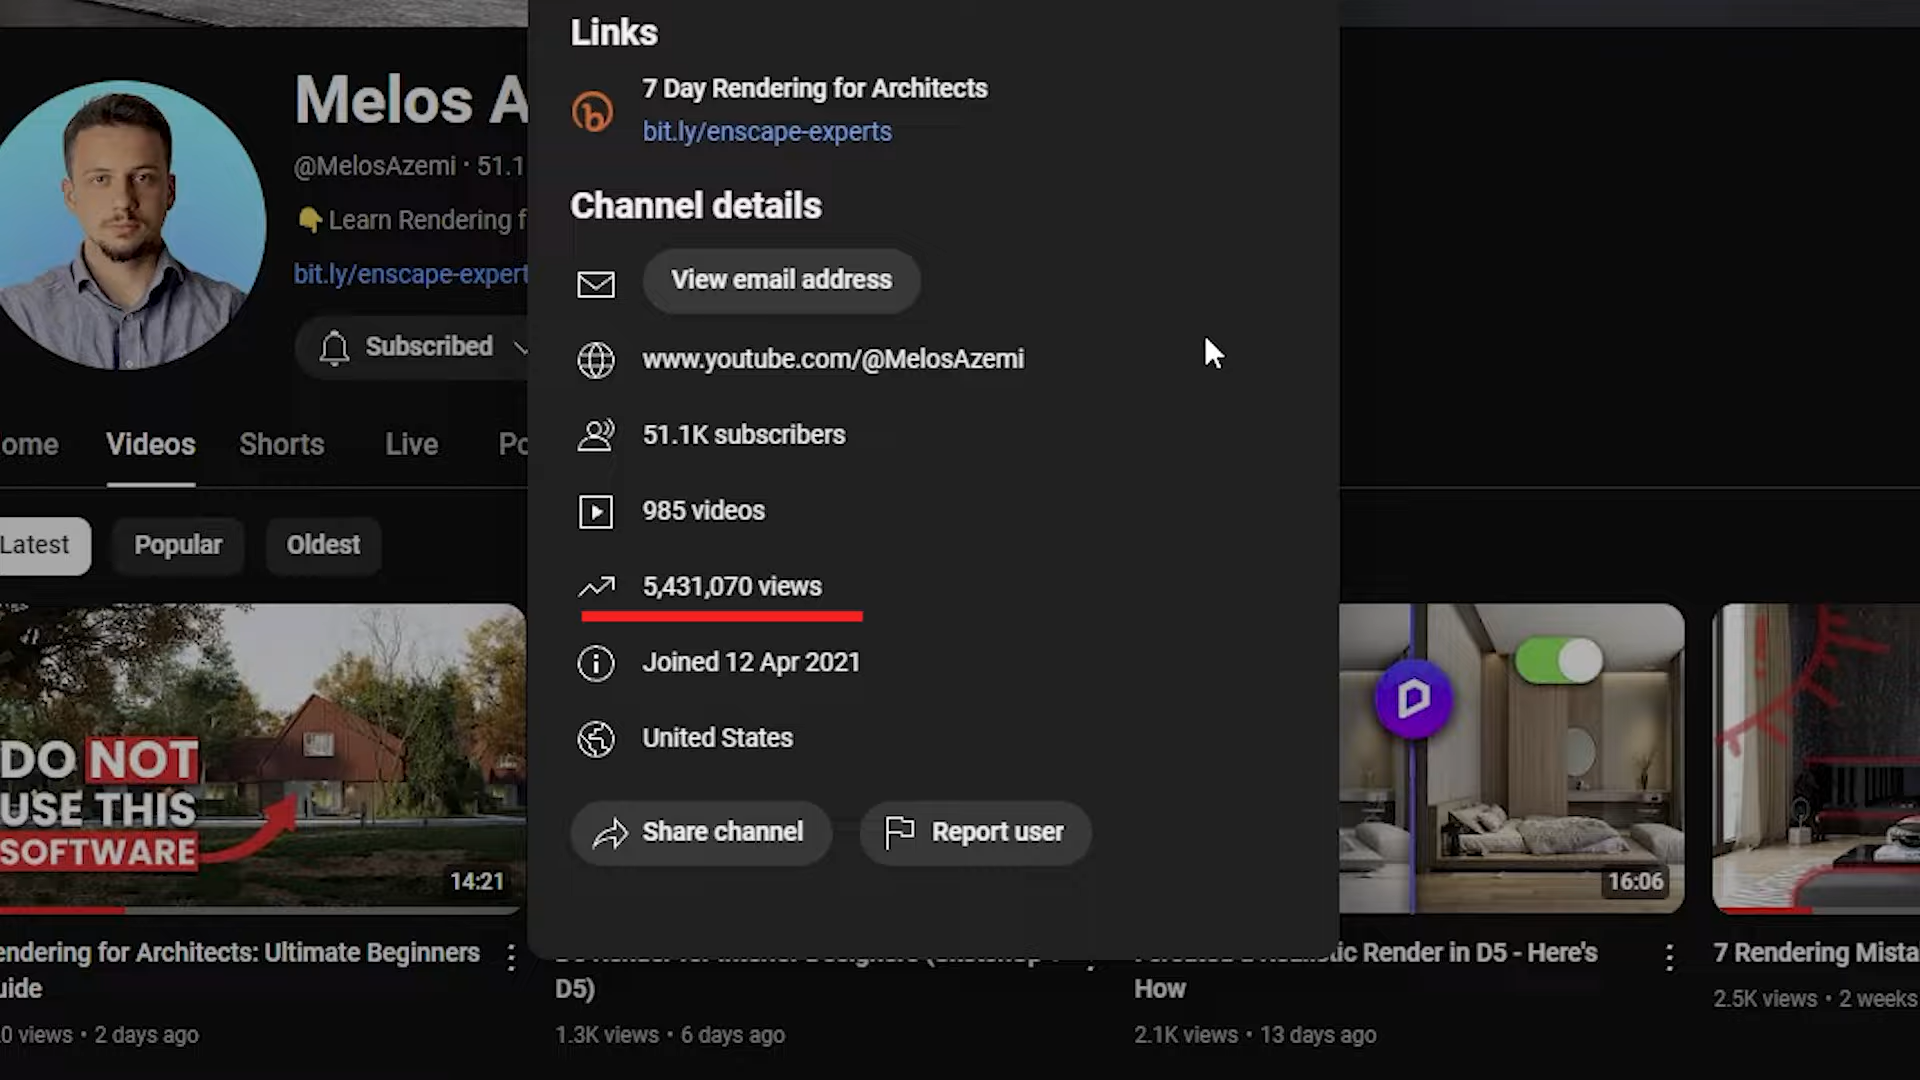 Links
7 Day Rendering for Architects
bit.ly/enscape-experts
Channel details
View email address
www.youtube.com/@MelosAzemi
51.1K subscribers
985 videos
5,431,070 views
Joined 12 Apr 2021
United States
Share channel
Report user
Melos A
@MelosAzemi · 51.1
Learn Rendering f
bit.ly/enscape-expert
Subscribed
ome Videos Shorts Live Po
Latest Popular Oldest
DO NOT
USE THIS
SOFTWARE
14:21
endering for Architects: Ultimate Beginners
uide
0 views · 2 days ago
D5)
1.3K views · 6 days ago
16:06
Render in D5 - Here's
How
2.1K views · 13 days ago
7 Rendering Mista
2.5K views · 2 weeks